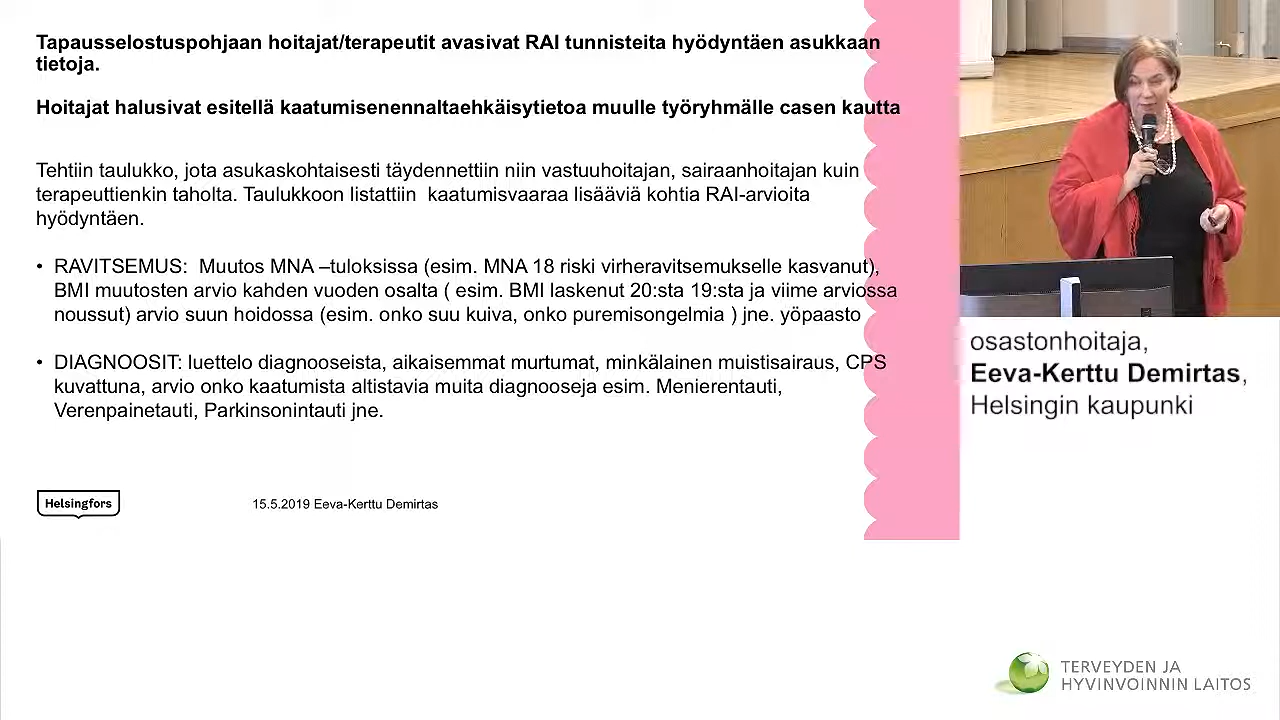 Tapausselostuspohjaan hoitajat/terapeutit avasivat RAI tunnisteita hyödyntäen asukkaan
tietoja.
Hoitajat halusivat esitellä kaatumisenennaltaehkäisytietoa muulle työryhmälle casen kautta
Tehtiin taulukko, jota asukaskohtaisesti täydennettiin niin vastuuhoitajan, sairaanhoitajan kuin
terapeuttienkin taholta. Taulukkoon listattiin  kaatumisvaaraa lisääviä kohtia RAI-arvioita
hyödyntäen.
• RAVITSEMUS:  Muutos MNA –tuloksissa (esim. MNA 18 riski virheravitsemukselle kasvanut),
BMI muutosten arvio kahden vuoden osalta ( esim. BMI laskenut 20:sta 19:sta ja viime arviossa
noussut) arvio suun hoidossa (esim. onko suu kuiva, onko puremisongelmia ) jne. yöpaasto
• DIAGNOOSIT: luettelo diagnooseista, aikaisemmat murtumat, minkälainen muistisairaus, CPS
kuvattuna, arvio onko kaatumista altistavia muita diagnooseja esim. Menierentauti,
Verenpainetauti, Parkinsonintauti jne.
Helsingfors
15.5.2019 Eeva-Kerttu Demirtas
osastonhoitaja,
Eeva-Kerttu Demirtas,
Helsingin kaupunki
TERVEYDEN JA
HYVINVOINNIN LAITOS